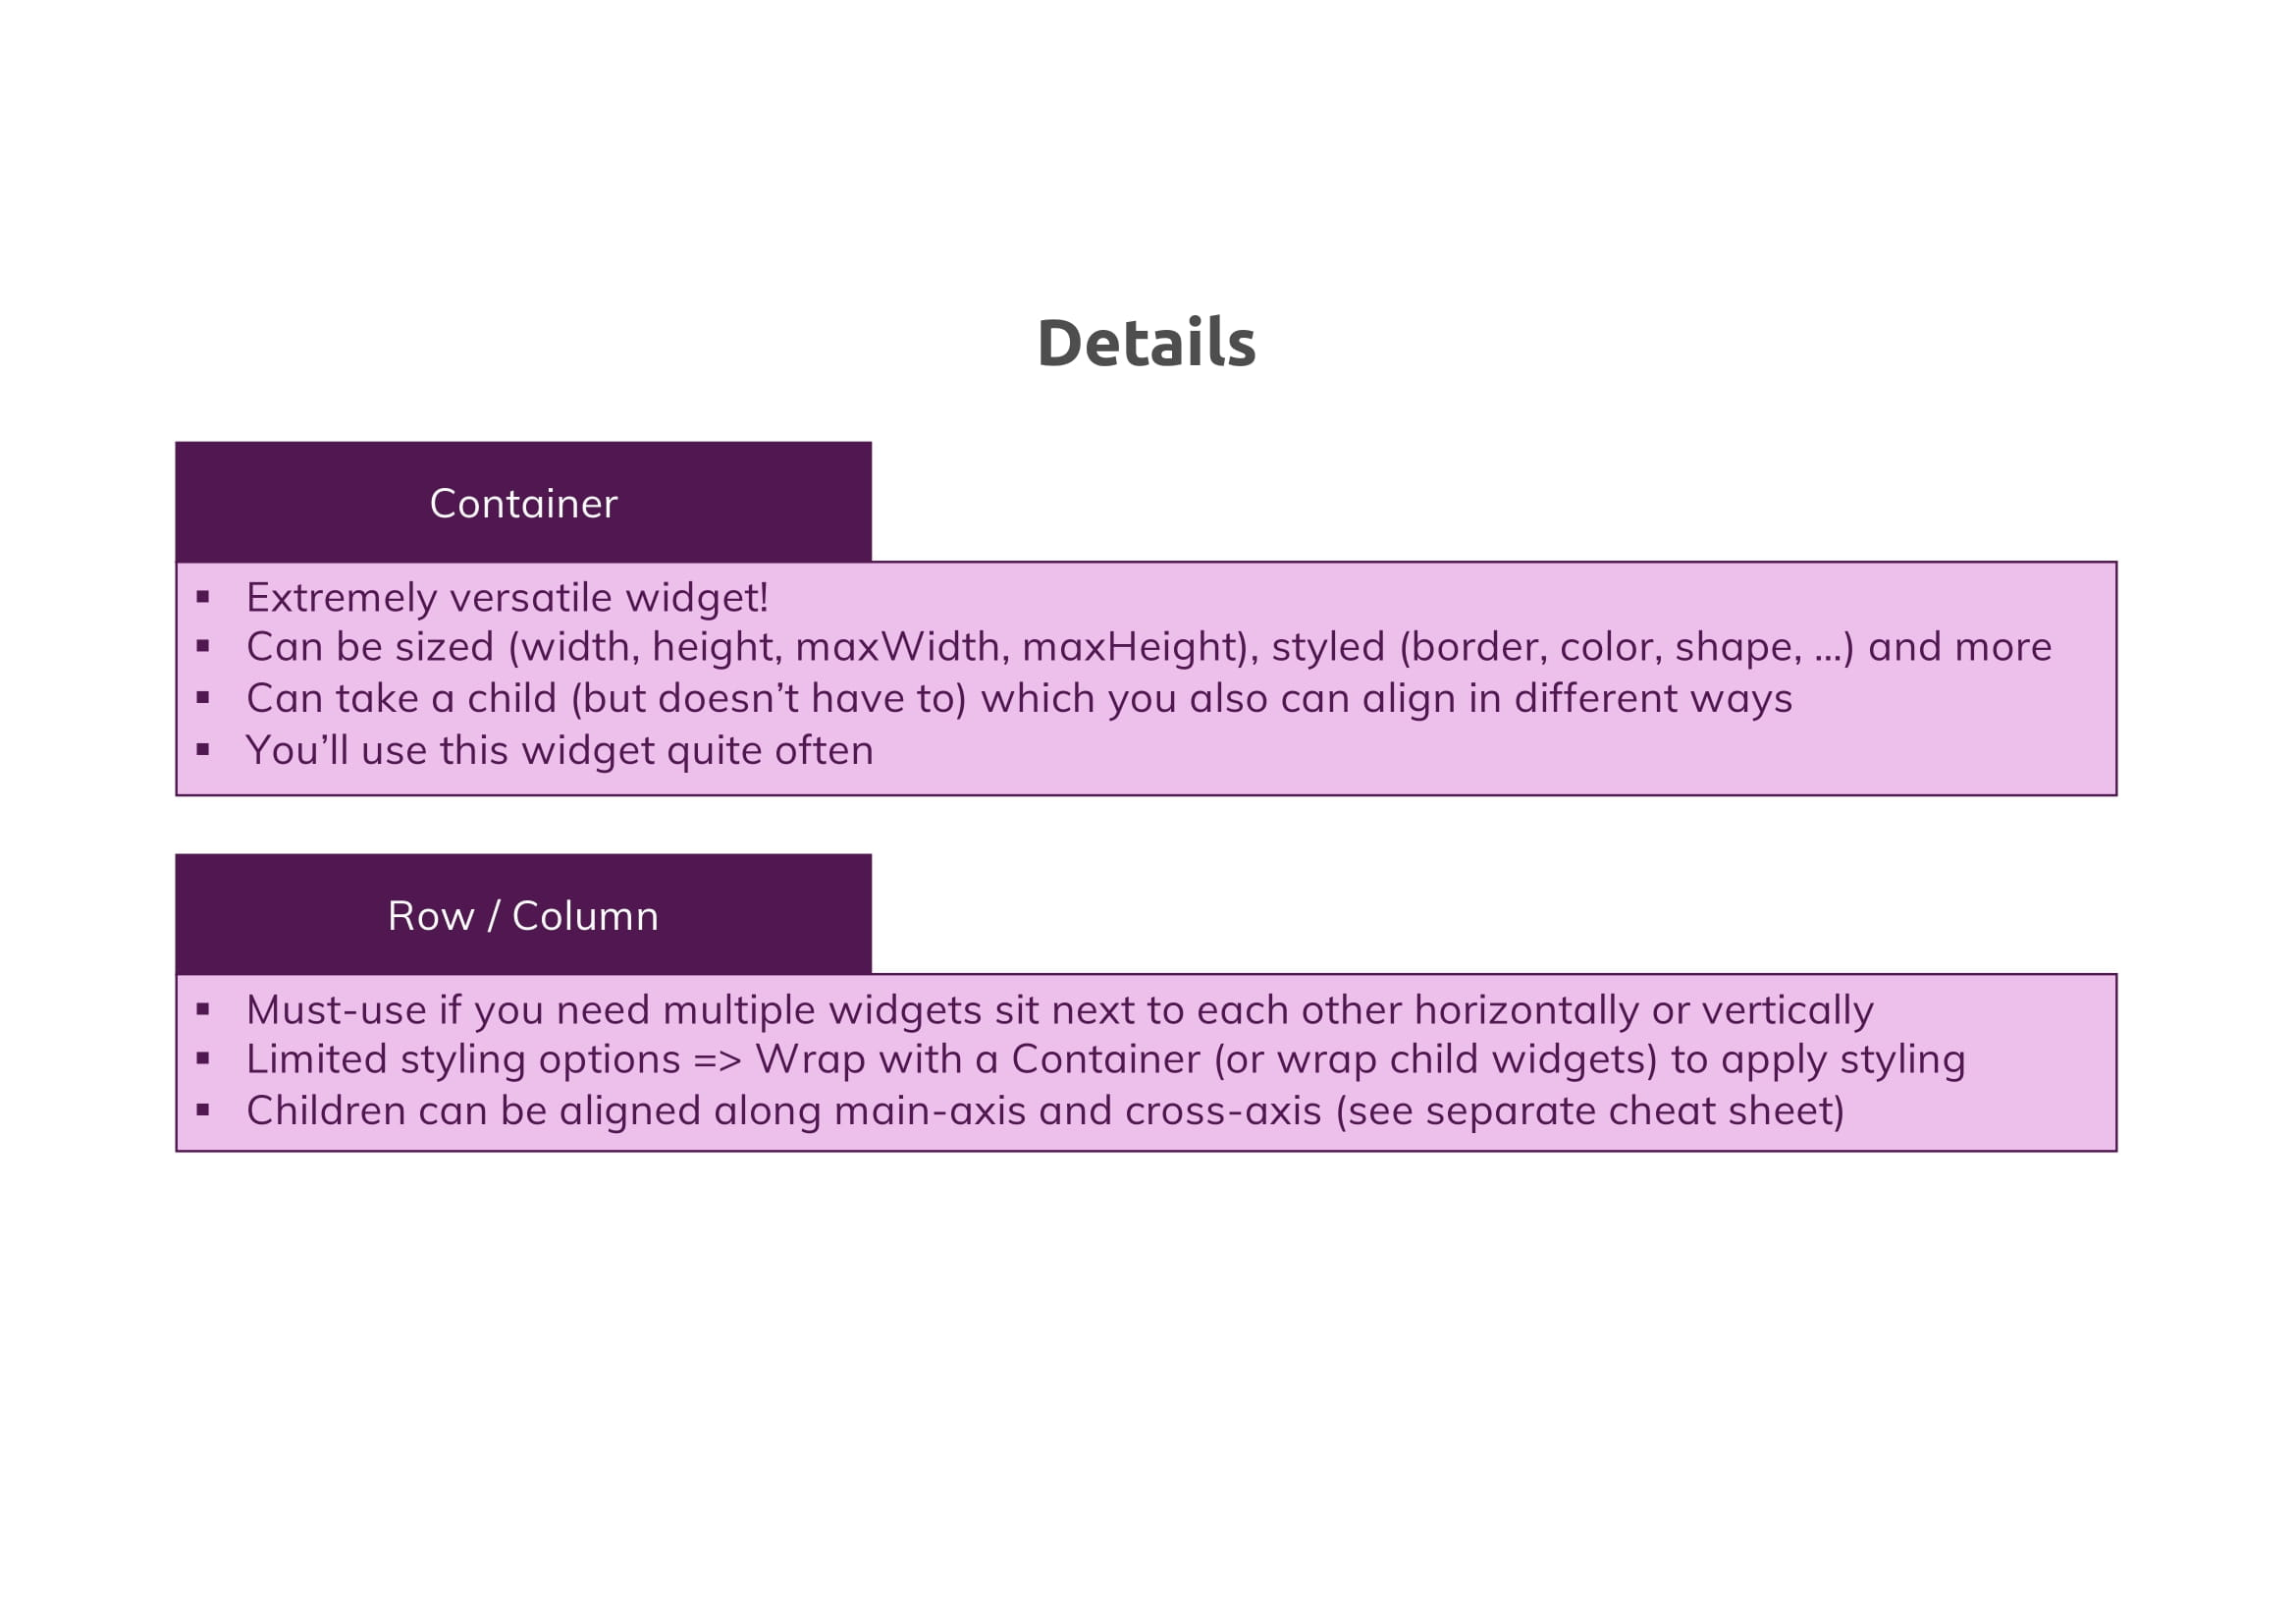 Details
Container
▪ Extremely versatile widget!
▪ Can be sized (width, height, maxWidth, maxHeight), styled (border, color, shape, …) and more
▪ Can take a child (but doesn’t have to) which you also can align in different ways
▪ You’ll use this widget quite often
Row / Column
▪ Must-use if you need multiple widgets sit next to each other horizontally or vertically
▪ Limited styling options => Wrap with a Container (or wrap child widgets) to apply styling
▪ Children can be aligned along main-axis and cross-axis (see separate cheat sheet)